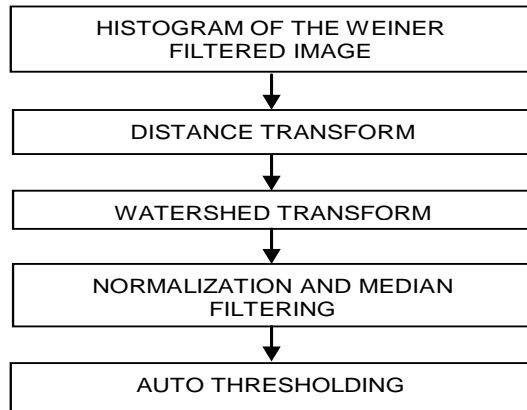 HISTOGRAM OF THE WEINER
FILTERED IMAGE
DISTANCE TRANSFORM
WATERSHED TRANSFORM
NORMALIZATION AND MEDIAN
FILTERING
AUTO THRESHOLDING